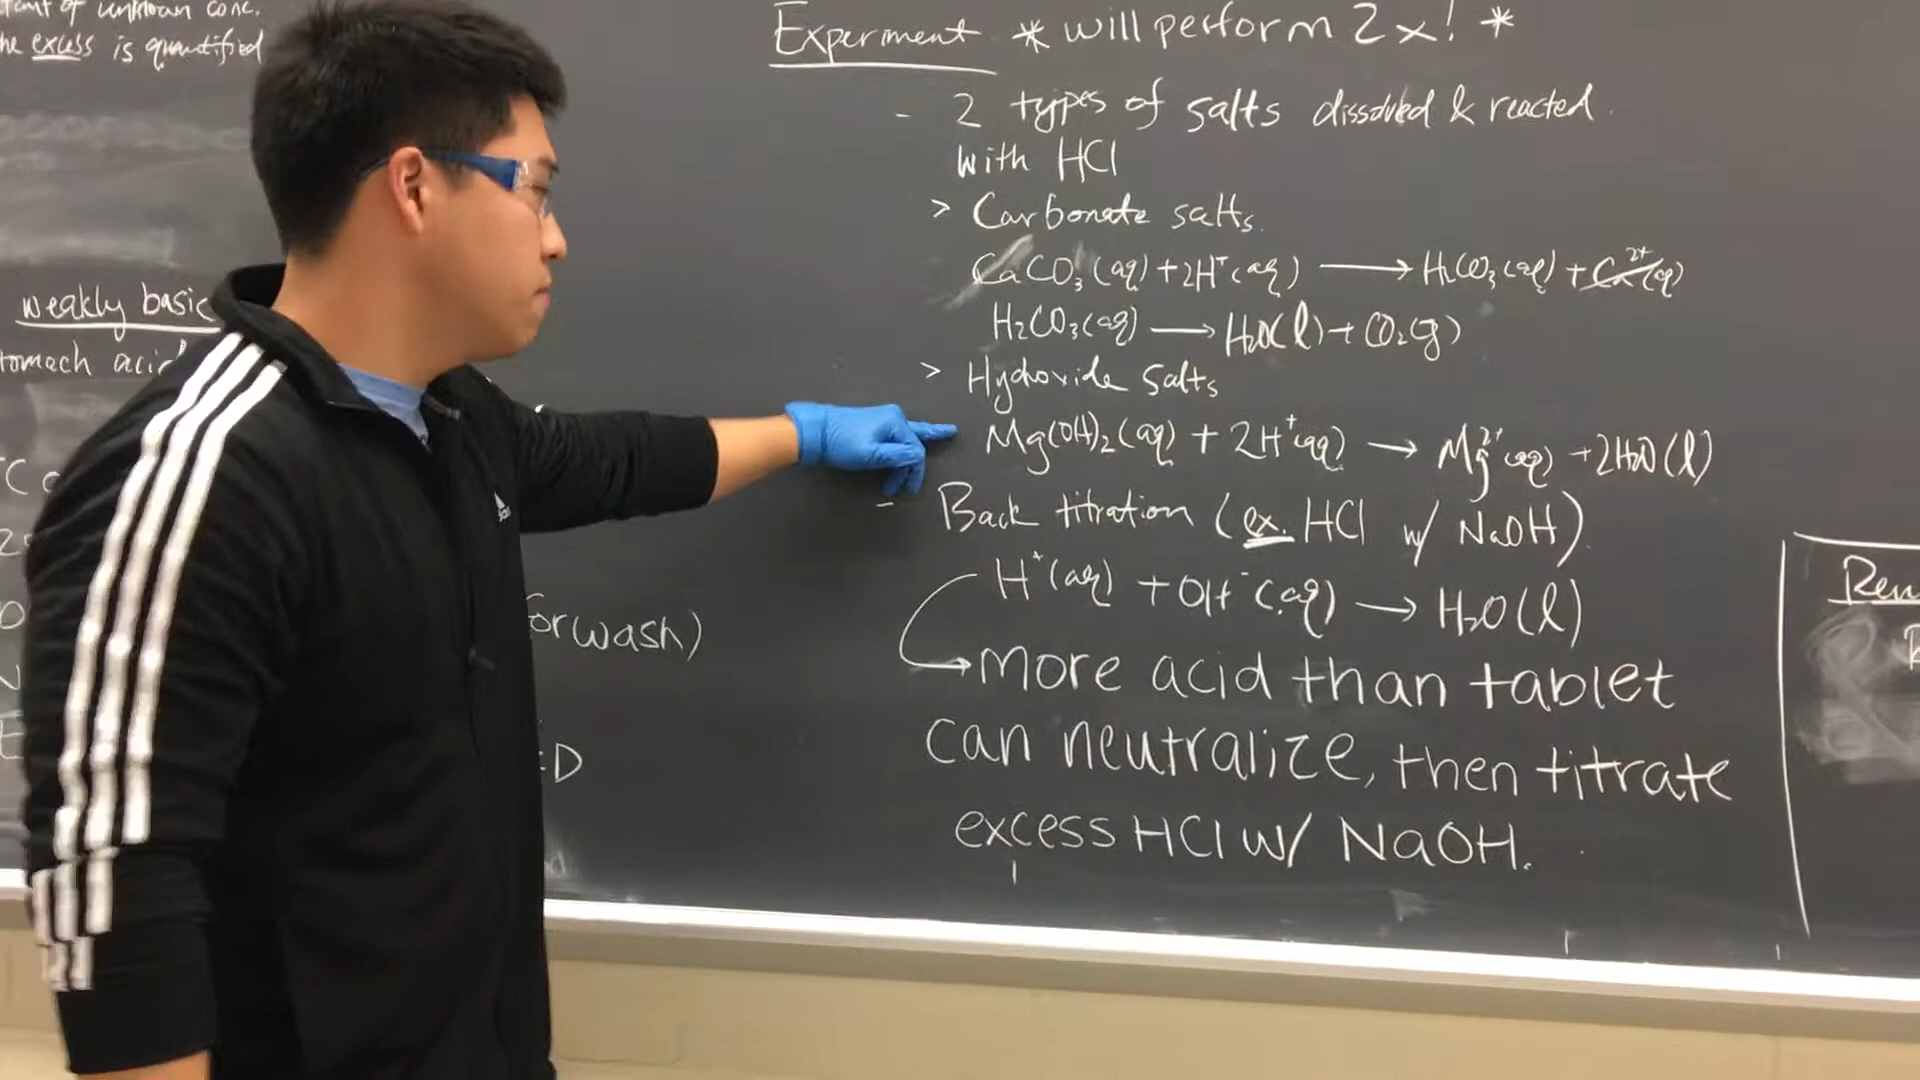 of unknown conc.
he excess is quantified
weakly basic
tomach acid
or wash)
Experiment * will perform 2x! *
- 2 types of salts dissolved & reacted
with HCl
> Carbonate salts.
CaCO₃(aq) + 2H⁺(aq) ⟶ H₂CO₃(aq) + Ca²⁺(aq)
H₂CO₃(aq) ⟶ H₂O(l) + CO₂(g)
> Hydroxide salts
Mg(OH)₂(aq) + 2H⁺(aq) → Mg²⁺(aq) + 2H₂O(l)
- Back titration (ex. HCl w/ NaOH)
H⁺(aq) + OH⁻(aq) → H₂O(l)
→ more acid than tablet
can neutralize, then titrate
excess HCl w/ NaOH.